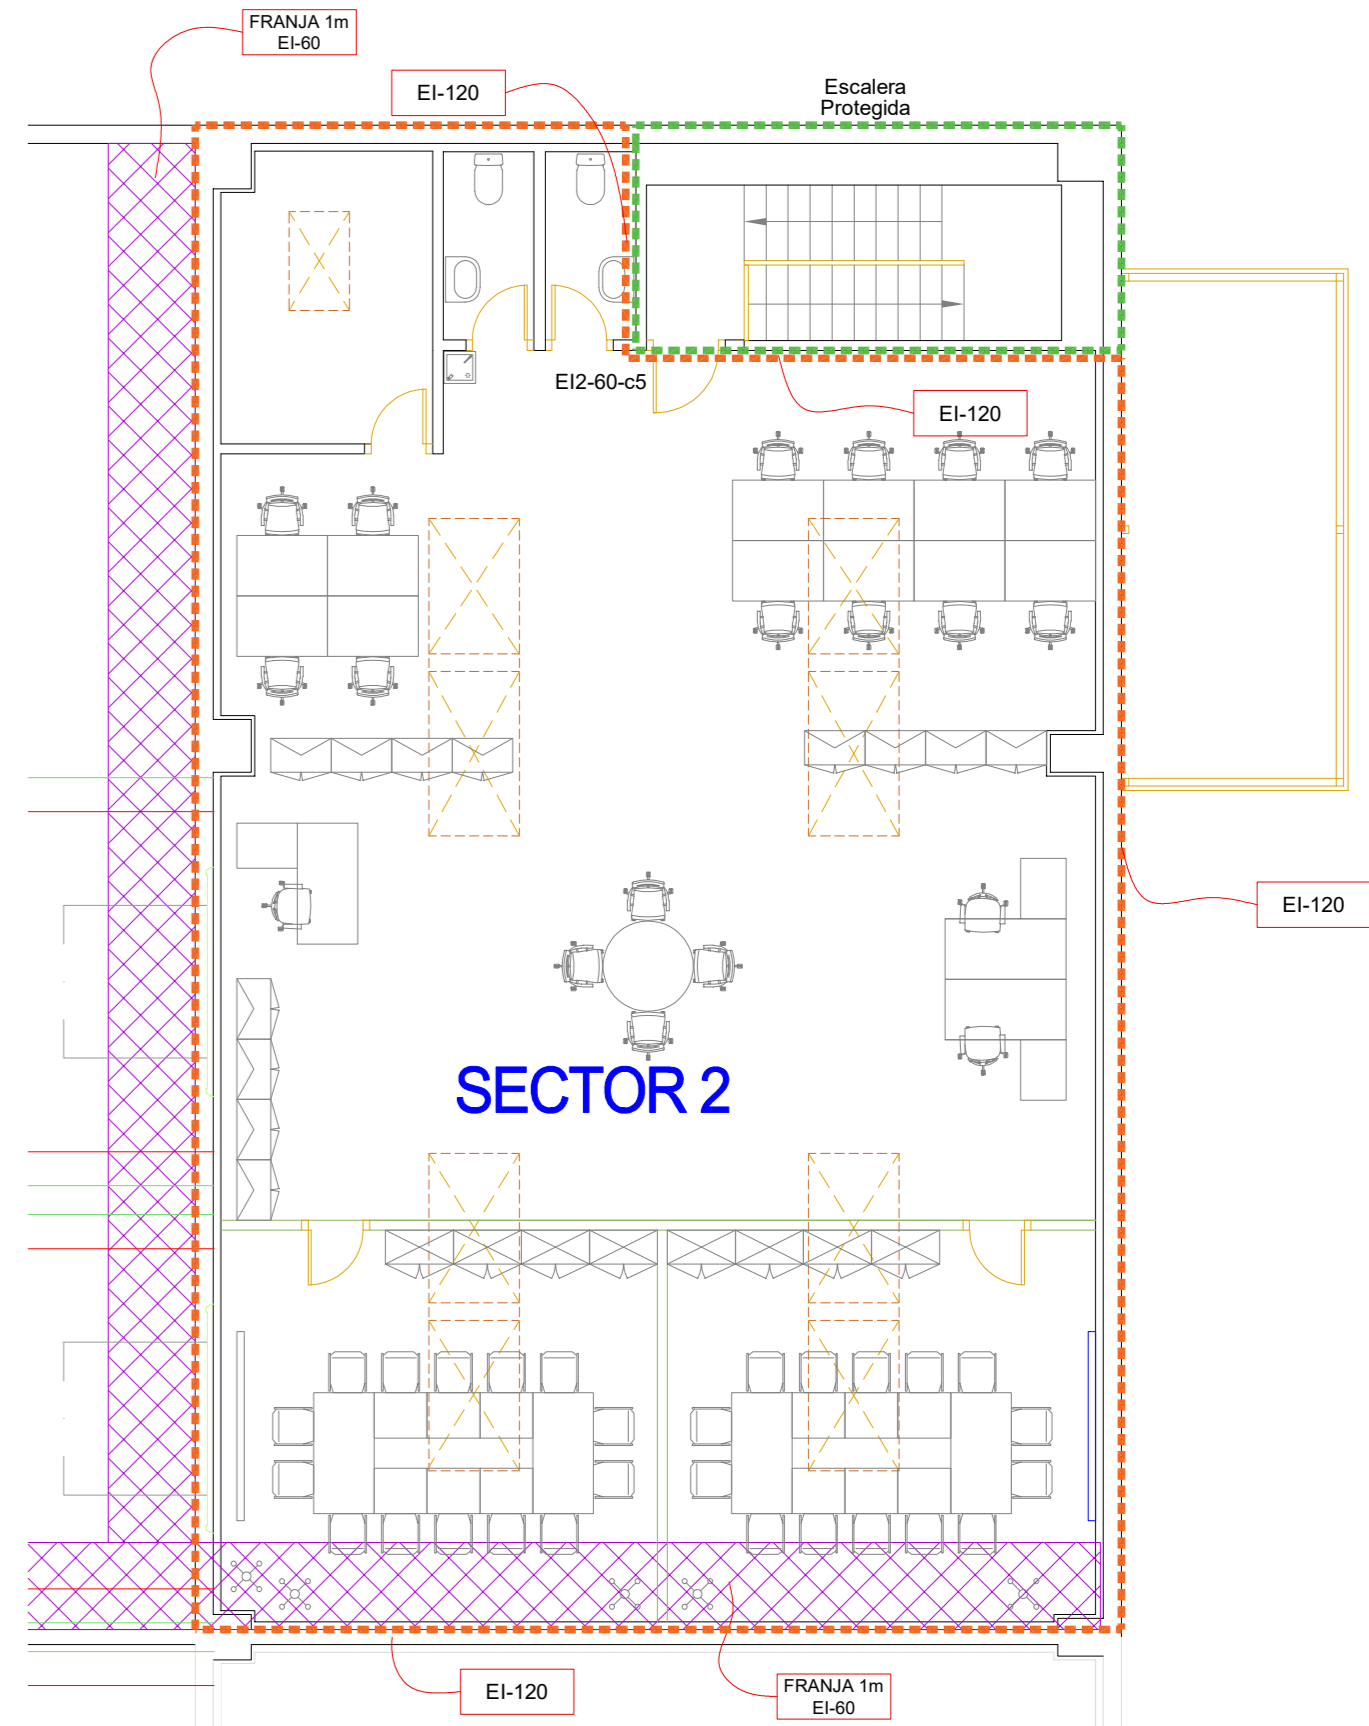 FRANJA 1m
EI-60
EI-120
Escalera
Protegida
EI2-60-c5
EI-120
EI-120
SECTOR 2
EI-120
FRANJA 1m
EI-60